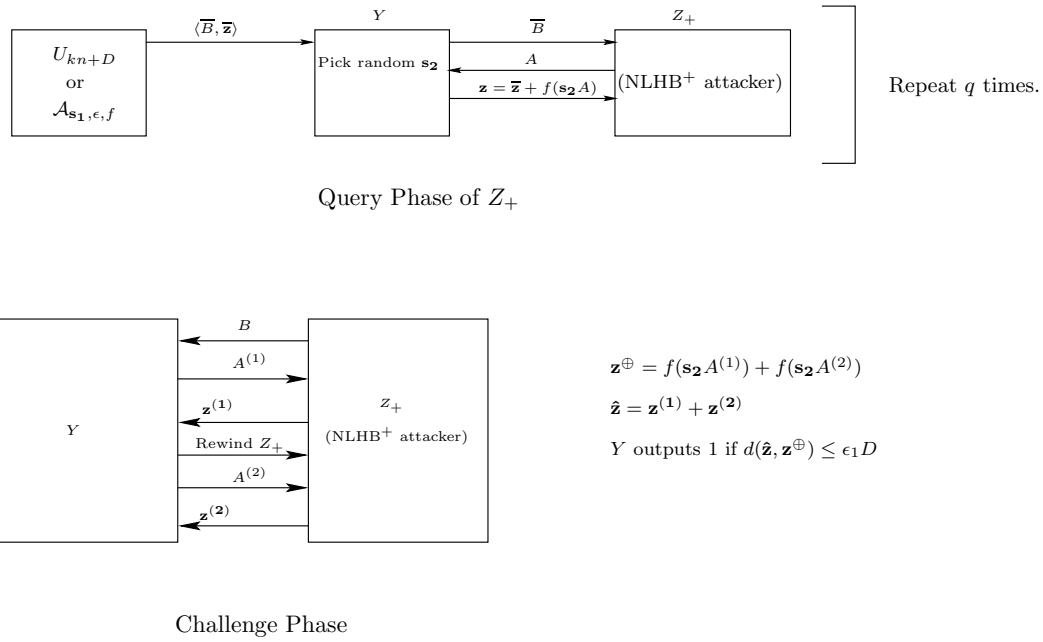 ⟨B̅, z̅⟩
Y
B̅
Z₊
U_{kn+D}
or
𝒜_{s₁,ϵ,f}
Pick random s₂
A
z = z̅ + f(s₂A)
(NLHB⁺ attacker)
Repeat q times.
Query Phase of Z₊
B
A⁽¹⁾
z⁽¹⁾
Rewind Z₊
A⁽²⁾
z⁽²⁾
Y
Z₊
(NLHB⁺ attacker)
z^⊕ = f(s₂A⁽¹⁾) + f(s₂A⁽²⁾)
ẑ = z⁽¹⁾ + z⁽²⁾
Y outputs 1 if d(ẑ, z^⊕) ≤ ϵ₁D
Challenge Phase